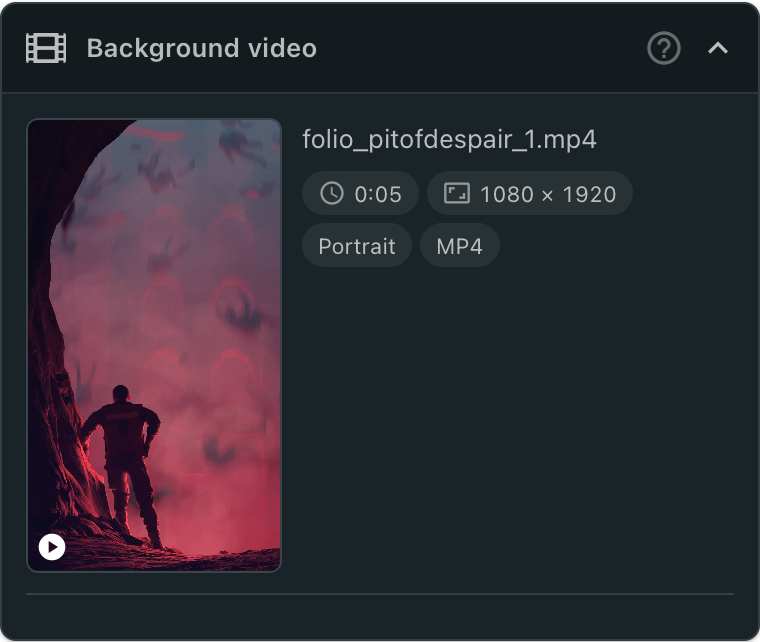 Background video
folio_pitofdespair_1.mp4
0:05
1080 × 1920
Portrait
MP4